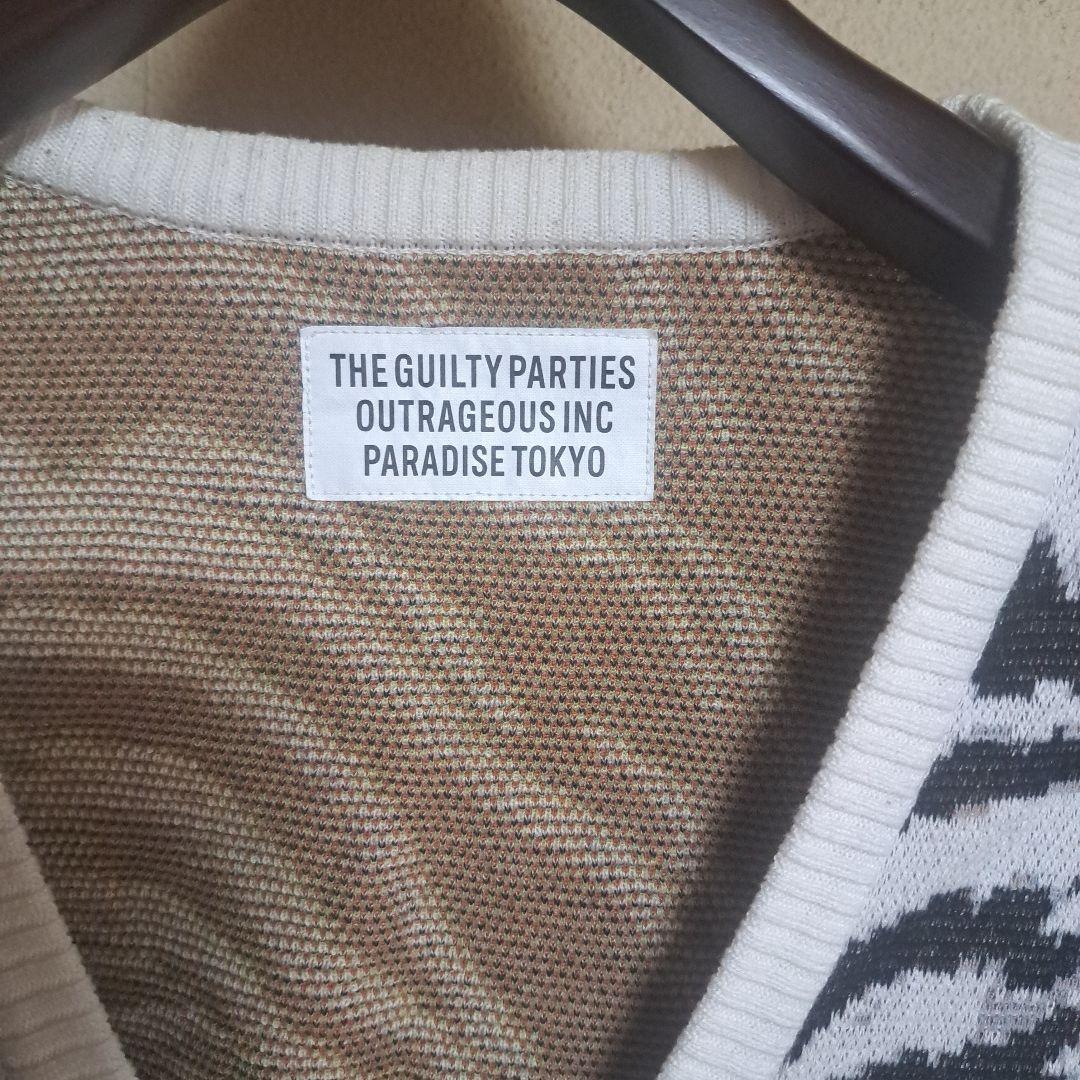 THE GUILTY PARTIES
OUTRAGEOUS INC
PARADISE TOKYO